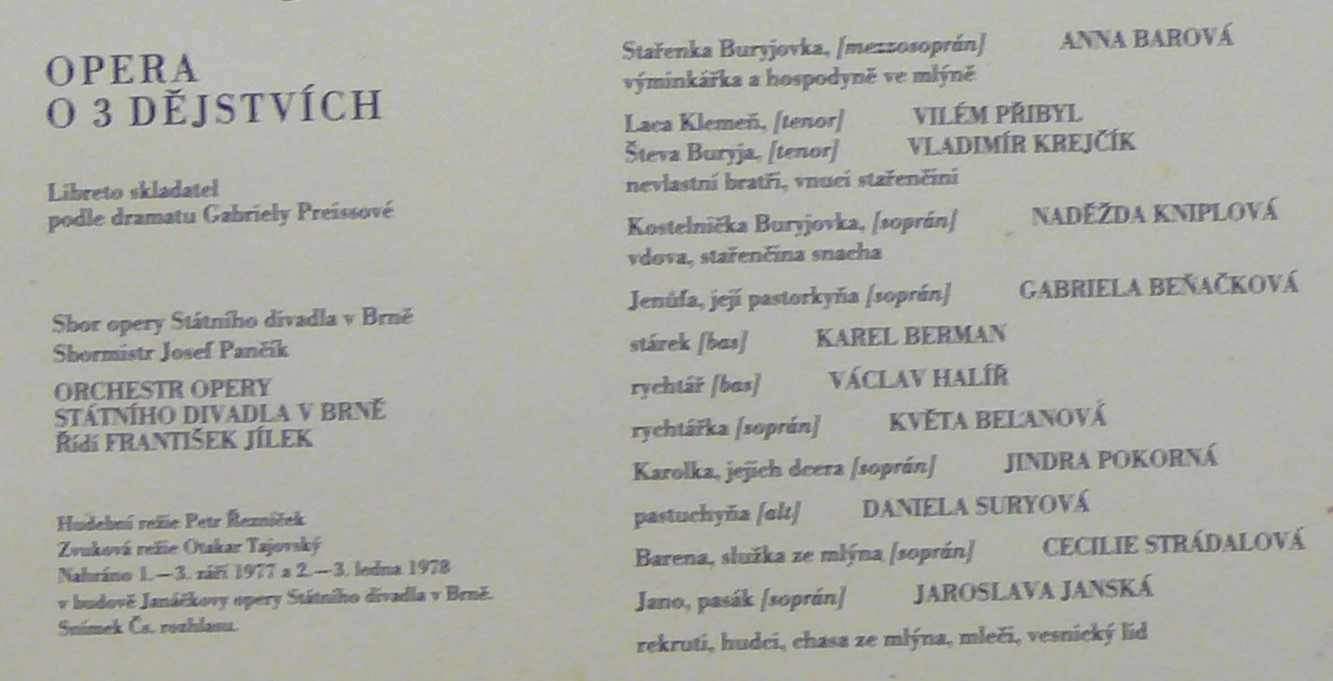 OPERA
O 3 DĚJSTVÍCH
Libreto skladatel
podle dramatu Gabriely Preissové
Sbor opery Státního divadla v Brně
Sbormistr Josef Pančík
ORCHESTR OPERY
STÁTNÍHO DIVADLA V BRNĚ
Řídí FRANTIŠEK JÍLEK
Hudební režie Petr Řezníček
Zvuková režie Otakar Tajovský
Nahráno 1.—3. září 1977 a 2.—3. ledna 1978
v budově Janáčkovy opery Státního divadla v Brně.
Snímek Čs. rozhlasu.
Stařenka Buryjovka, [mezzosoprán] ANNA BAROVÁ
výminkářka a hospodyně ve mlýně
Laca Klemeň, [tenor] VILÉM PŘIBYL
Števa Buryja, [tenor] VLADIMÍR KREJČÍK
nevlastní bratři, vnuci stařenčini
Kostelnička Buryjovka, [soprán] NADĚŽDA KNIPLOVÁ
vdova, stařenčina snacha
Jenůfa, její pastorkyňa [soprán] GABRIELA BEŇAČKOVÁ
stárek [bas] KAREL BERMAN
rychtář [bas] VÁCLAV HALÍŘ
rychtářka [soprán] KVĚTA BELANOVÁ
Karolka, jejich dcera [soprán] JINDRA POKORNÁ
pastuchyňa [alt] DANIELA SURYOVÁ
Barena, služka ze mlýna [soprán] CECILIE STRÁDALOVÁ
Jano, pasák [soprán] JAROSLAVA JANSKÁ
rekruti, hudci, chasa ze mlýna, mleči, vesnický lid